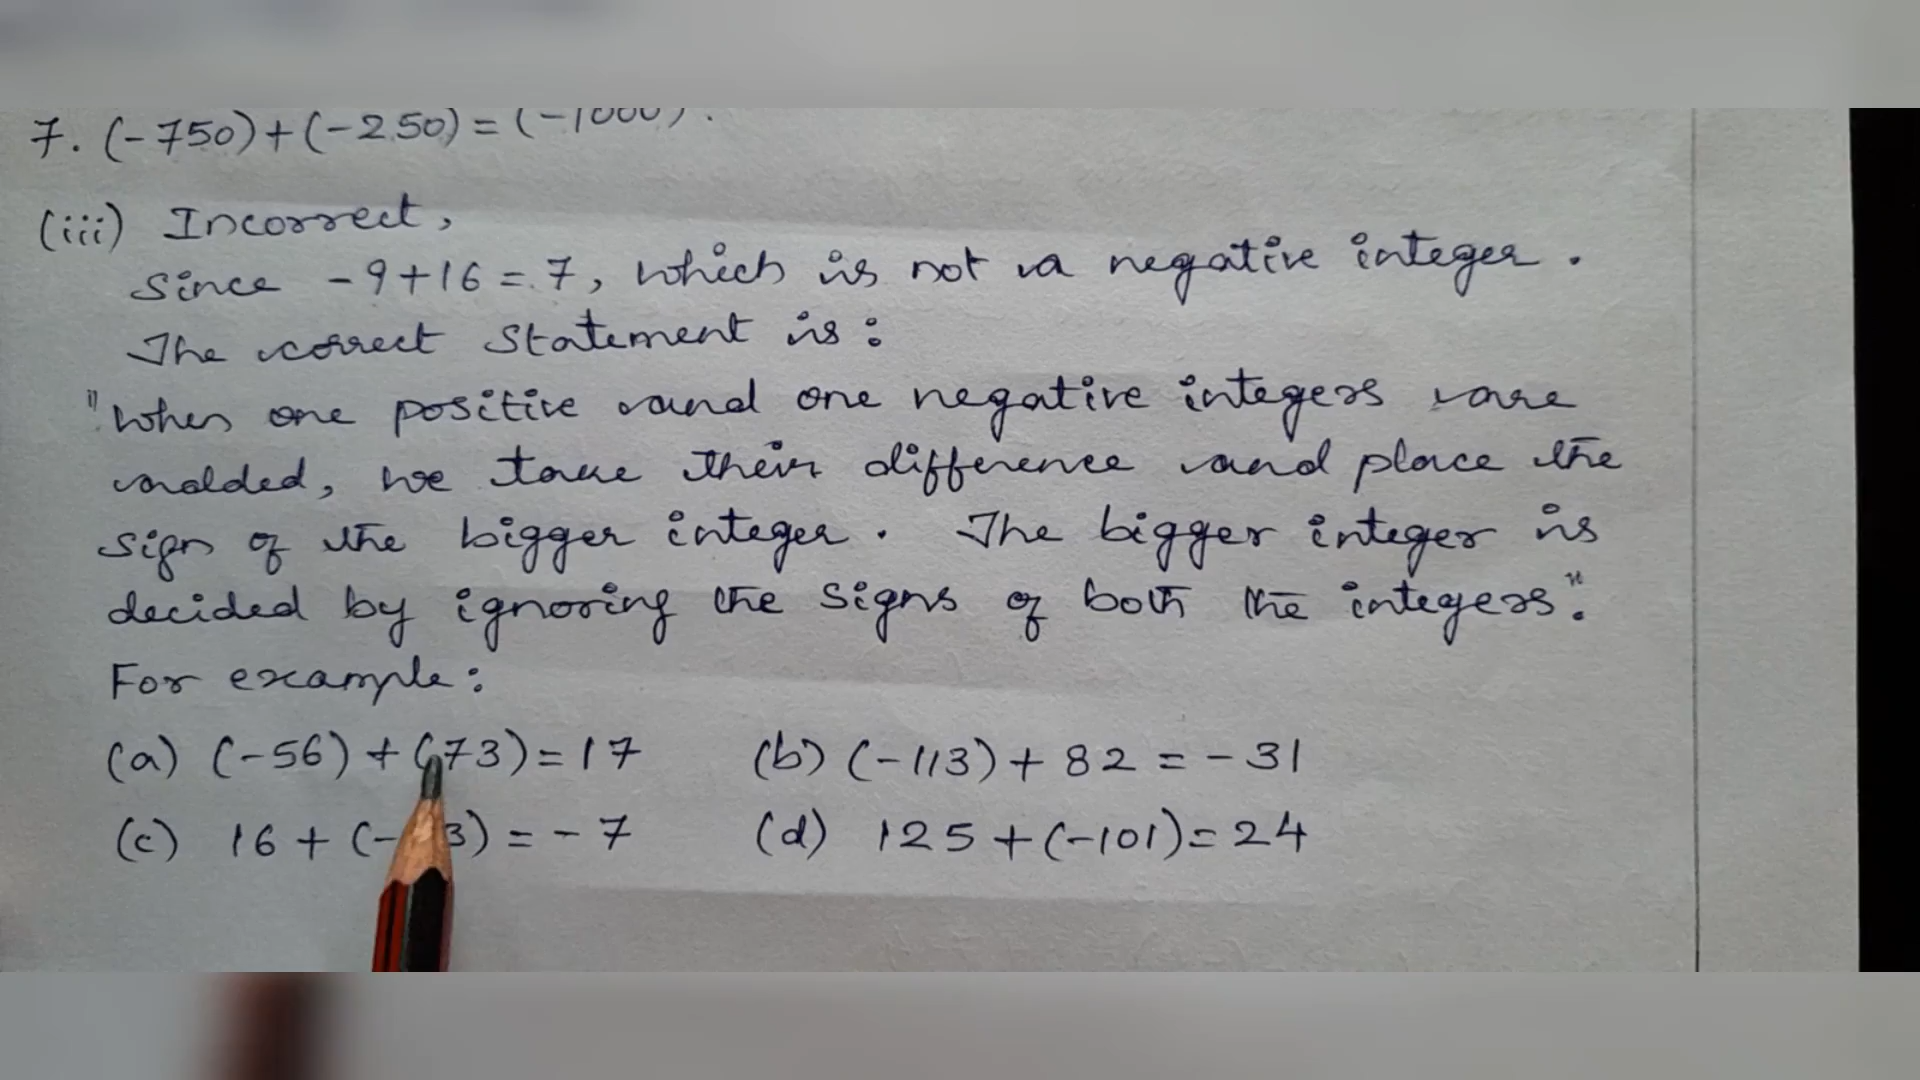 7. (-750)+(-250)=(-1000).
(iii) Incorrect,
Since -9+16=7, which is not a negative integer.
The correct statement is:
"When one positive and one negative integers are
added, we take their difference and place the
sign of the bigger integer. The bigger integer is
decided by ignoring the signs of both the integers".
For example:
(a) (-56)+(73)=17 (b) (-113)+82=-31
(c) 16+(- 3)=-7 (d) 125+(-101)=24